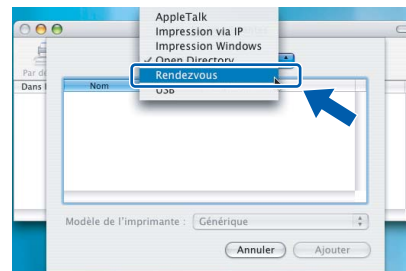 AppleTalk
Impression via IP
Impression Windows
Open Directory
Par dé
Rendezvous
Dans l
Nom
USB
Modèle de l'imprimante : Générique
Annuler Ajouter